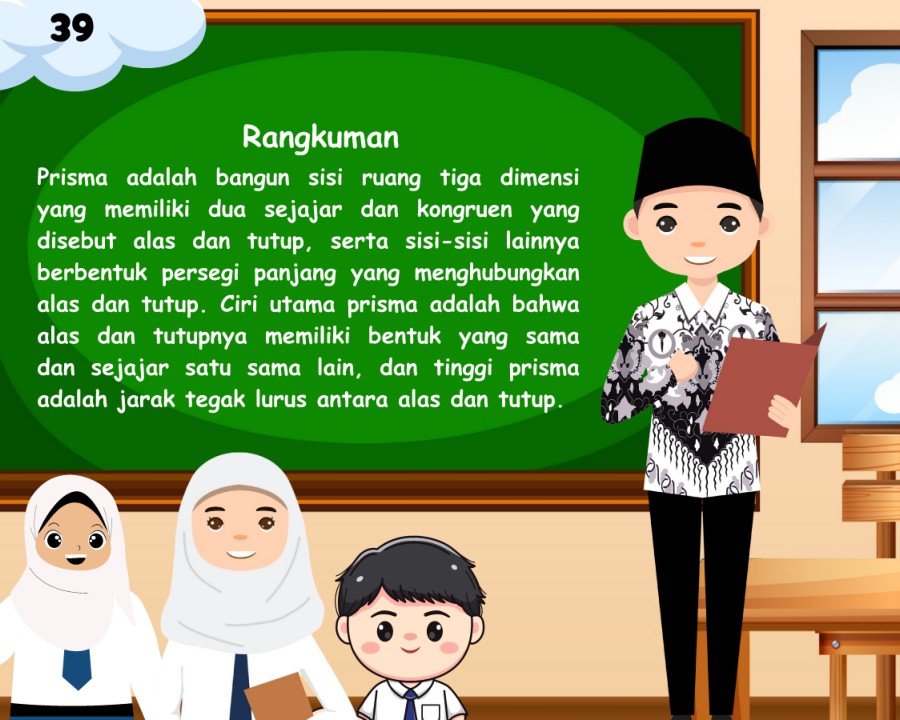 39
Rangkuman
Prisma adalah bangun sisi ruang tiga dimensi
yang memiliki dua sejajar dan kongruen yang
disebut alas dan tutup, serta sisi-sisi lainnya
berbentuk persegi panjang yang menghubungkan
alas dan tutup. Ciri utama prisma adalah bahwa
alas dan tutupnya memiliki bentuk yang sama
dan sejajar satu sama lain, dan tinggi prisma
adalah jarak tegak lurus antara alas dan tutup.